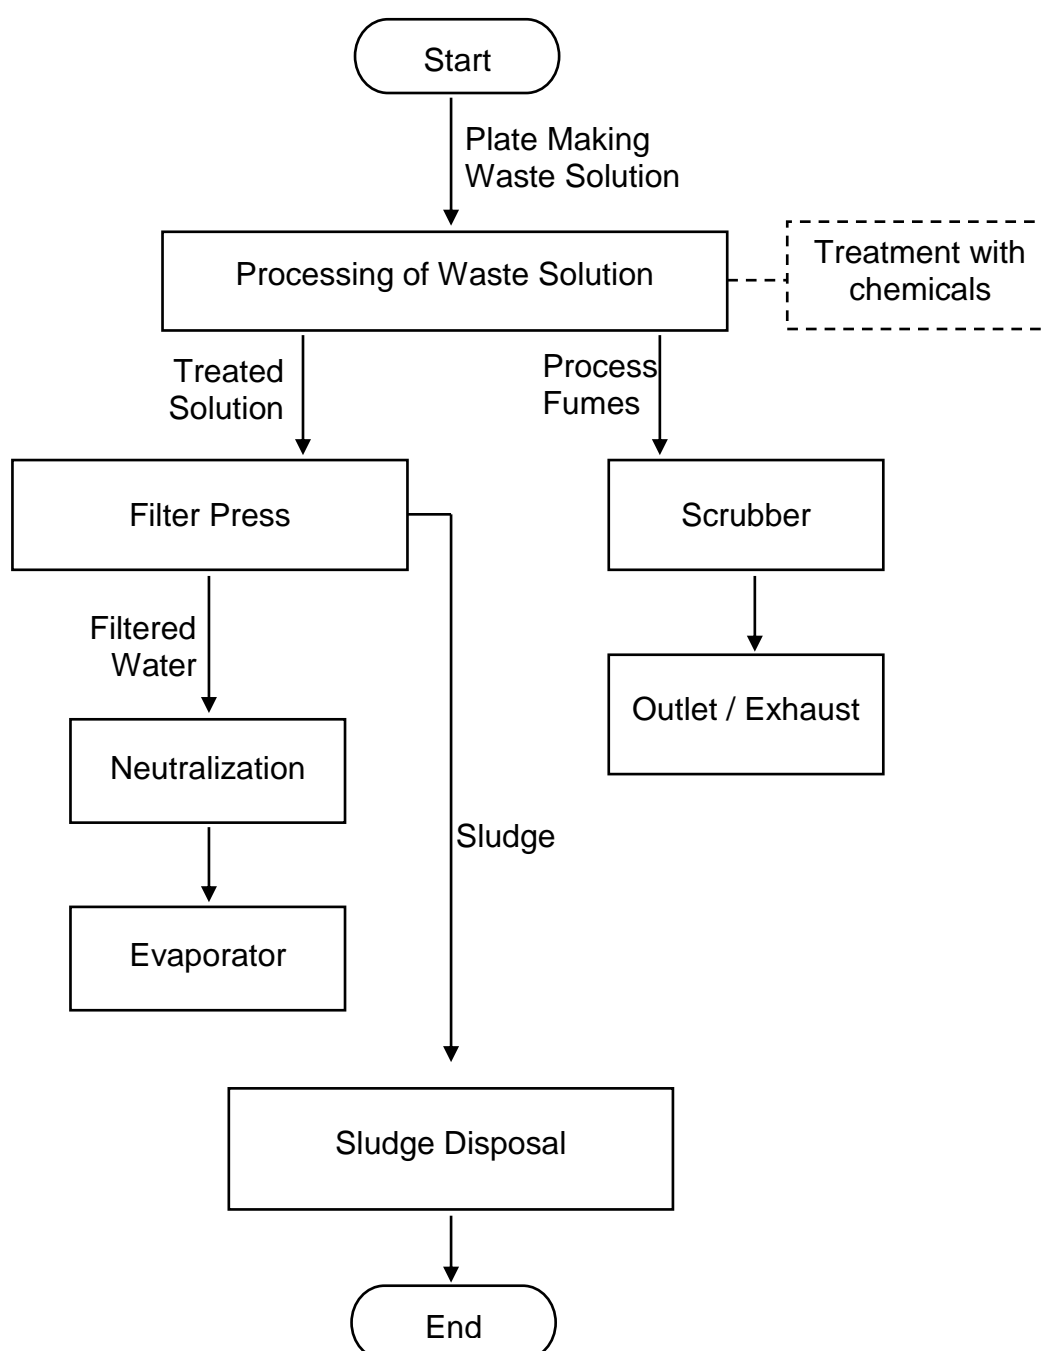 Start
Plate Making
Waste Solution
Processing of Waste Solution
Treatment with
chemicals
Treated
Solution
Process
Fumes
Filter Press
Scrubber
Filtered
Water
Outlet / Exhaust
Neutralization
Sludge
Evaporator
Sludge Disposal
End